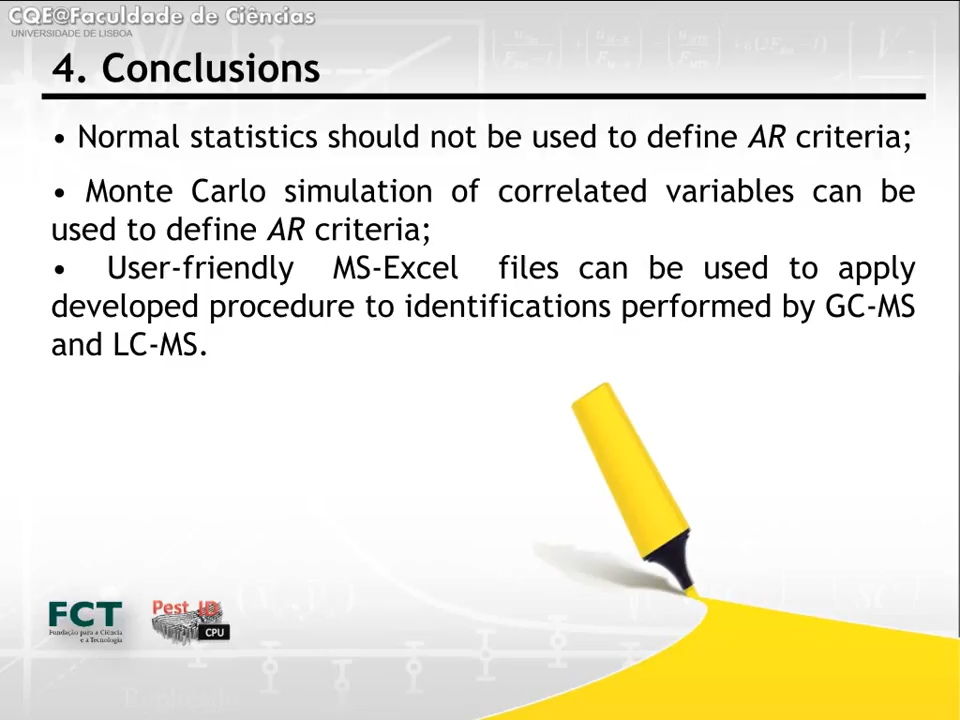 CQE@Faculdade de Ciências
UNIVERSIDADE DE LISBOA
4. Conclusions
• Normal statistics should not be used to define AR criteria;
• Monte Carlo simulation of correlated variables can be
used to define AR criteria;
• User-friendly MS-Excel files can be used to apply
developed procedure to identifications performed by GC-MS
and LC-MS.
FCT
Fundação para a Ciência
e a Tecnologia
Pest_ID
CPU